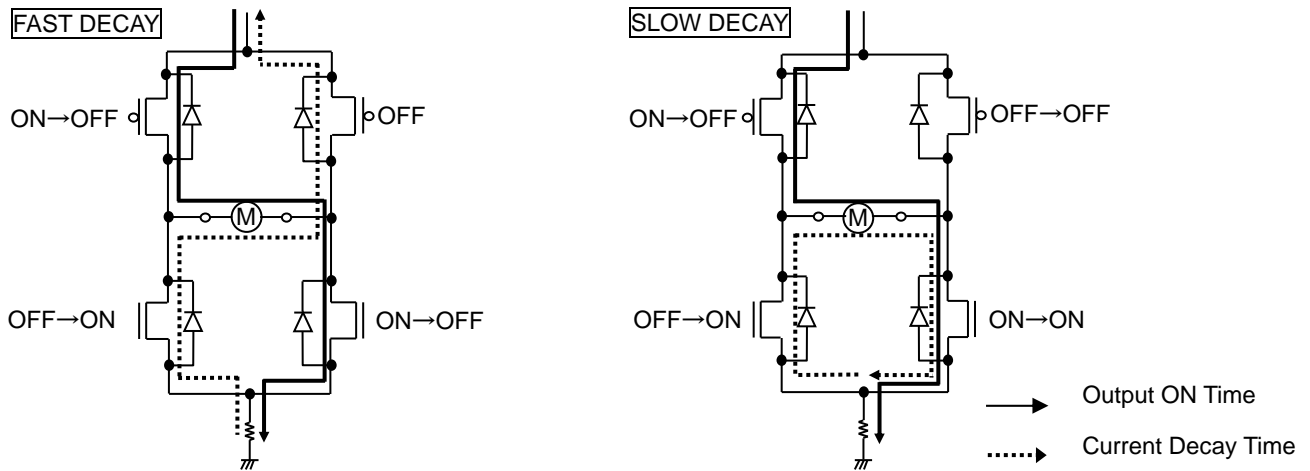 FAST DECAY
ON→OFF
OFF
M
OFF→ON
ON→OFF
SLOW DECAY
ON→OFF
OFF→OFF
M
OFF→ON
ON→ON
Output ON Time
Current Decay Time